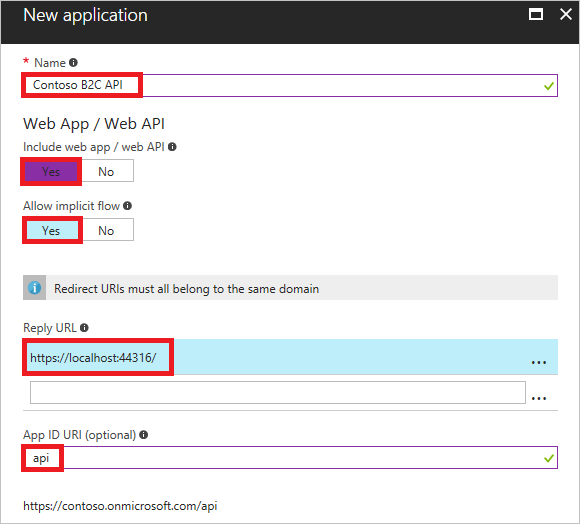 New application
* Name
Contoso B2C API
Web App / Web API
Include web app / web API
Yes No
Allow implicit flow
Yes No
Redirect URIs must all belong to the same domain
Reply URL
https://localhost:44316/ ...
...
App ID URI (optional)
api
https://contoso.onmicrosoft.com/api